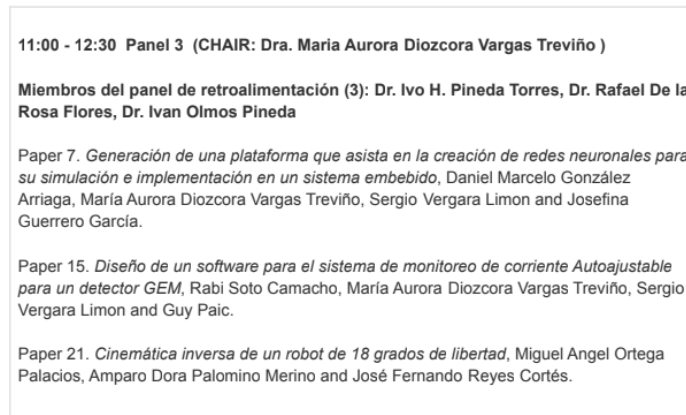 11:00 - 12:30 Panel 3 (CHAIR: Dra. Maria Aurora Diozcora Vargas Treviño )
Miembros del panel de retroalimentación (3): Dr. Ivo H. Pineda Torres, Dr. Rafael De la
Rosa Flores, Dr. Ivan Olmos Pineda
Paper 7. Generación de una plataforma que asista en la creación de redes neuronales para
su simulación e implementación en un sistema embebido, Daniel Marcelo González
Arriaga, María Aurora Diozcora Vargas Treviño, Sergio Vergara Limon and Josefina
Guerrero García.
Paper 15. Diseño de un software para el sistema de monitoreo de corriente Autoajustable
para un detector GEM, Rabi Soto Camacho, María Aurora Diozcora Vargas Treviño, Sergio
Vergara Limon and Guy Paic.
Paper 21. Cinemática inversa de un robot de 18 grados de libertad, Miguel Angel Ortega
Palacios, Amparo Dora Palomino Merino and José Fernando Reyes Cortés.